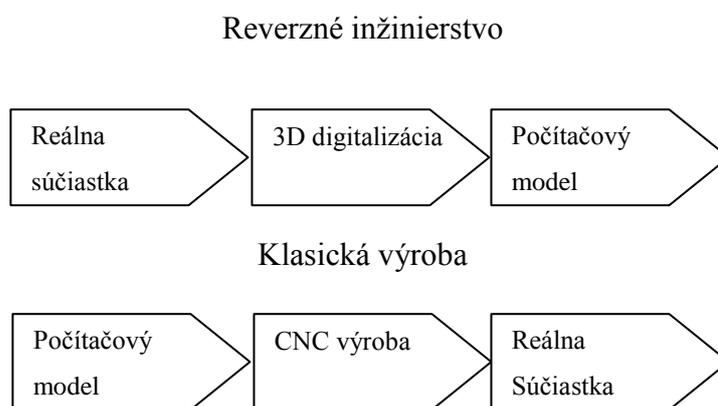 Reverzné inžinierstvo
Reálna
súčiastka
3D digitalizácia
Počítačový
model
Klasická výroba
Počítačový
model
CNC výroba
Reálna
Súčiastka